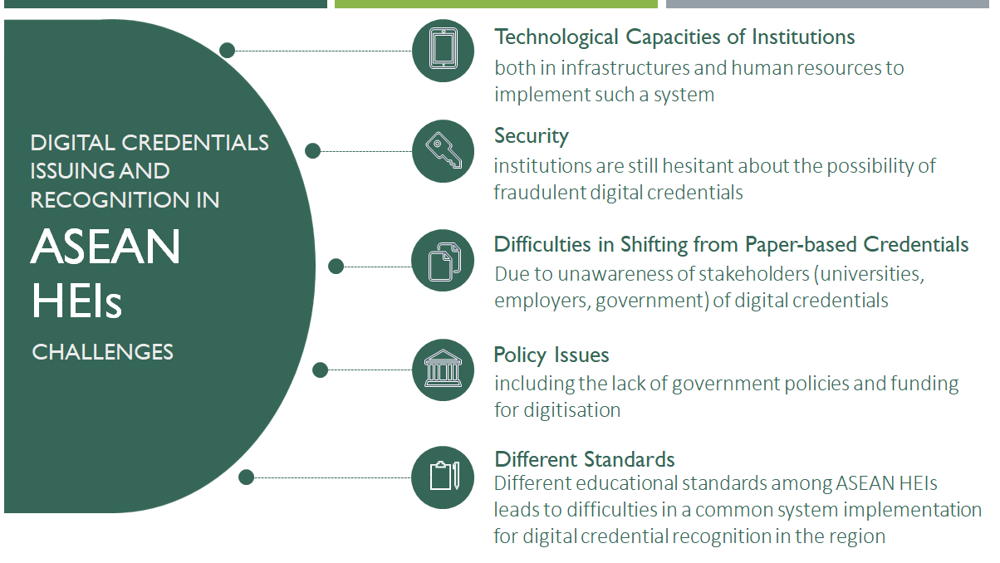 DIGITAL CREDENTIALS
ISSUING AND
RECOGNITION IN
ASEAN
HEIs
CHALLENGES
Technological Capacities of Institutions
both in infrastructures and human resources to
implement such a system
Security
institutions are still hesitant about the possibility of
fraudulent digital credentials
Difficulties in Shifting from Paper-based Credentials
Due to unawareness of stakeholders (universities,
employers, government) of digital credentials
Policy Issues
including the lack of government policies and funding
for digitisation
Different Standards
Different educational standards among ASEAN HEIs
leads to difficulties in a common system implementation
for digital credential recognition in the region